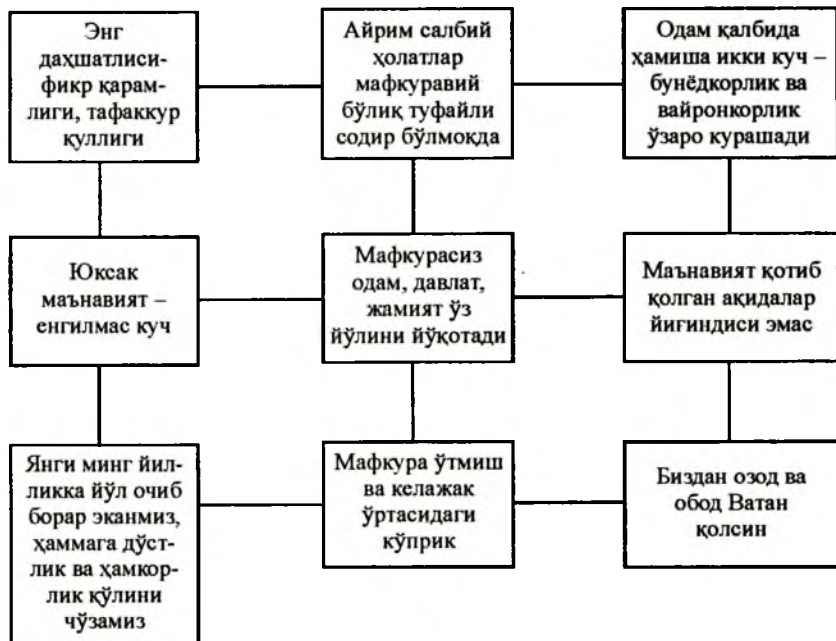 Энг
даҳшатлиси-
фикр қарам-
лиги, тафаккур
қуллиги
Айрим салбий
ҳолатлар
мафкуравий
бўлиқ туфайли
содир бўлмоқда
Одам қалбида
ҳамиша икки куч –
бунёдкорлик ва
вайронкорлик
ўзаро курашади
Юксак
маънавият –
енгилмас куч
Мафкурасиз
одам, давлат,
жамият ўз
йўлини йўқотади
Маънавият қотиб
қолган ақидалар
йиғиндиси эмас
Янги минг йил-
ликка йўл очиб
борар эканмиз,
ҳаммага дўст-
лик ва ҳамкор-
лик қўлини
чўзамиз
Мафкура ўтмиш
ва келажак
ўртасидаги
кўприк
Биздан озод ва
обод Ватан
қолсин